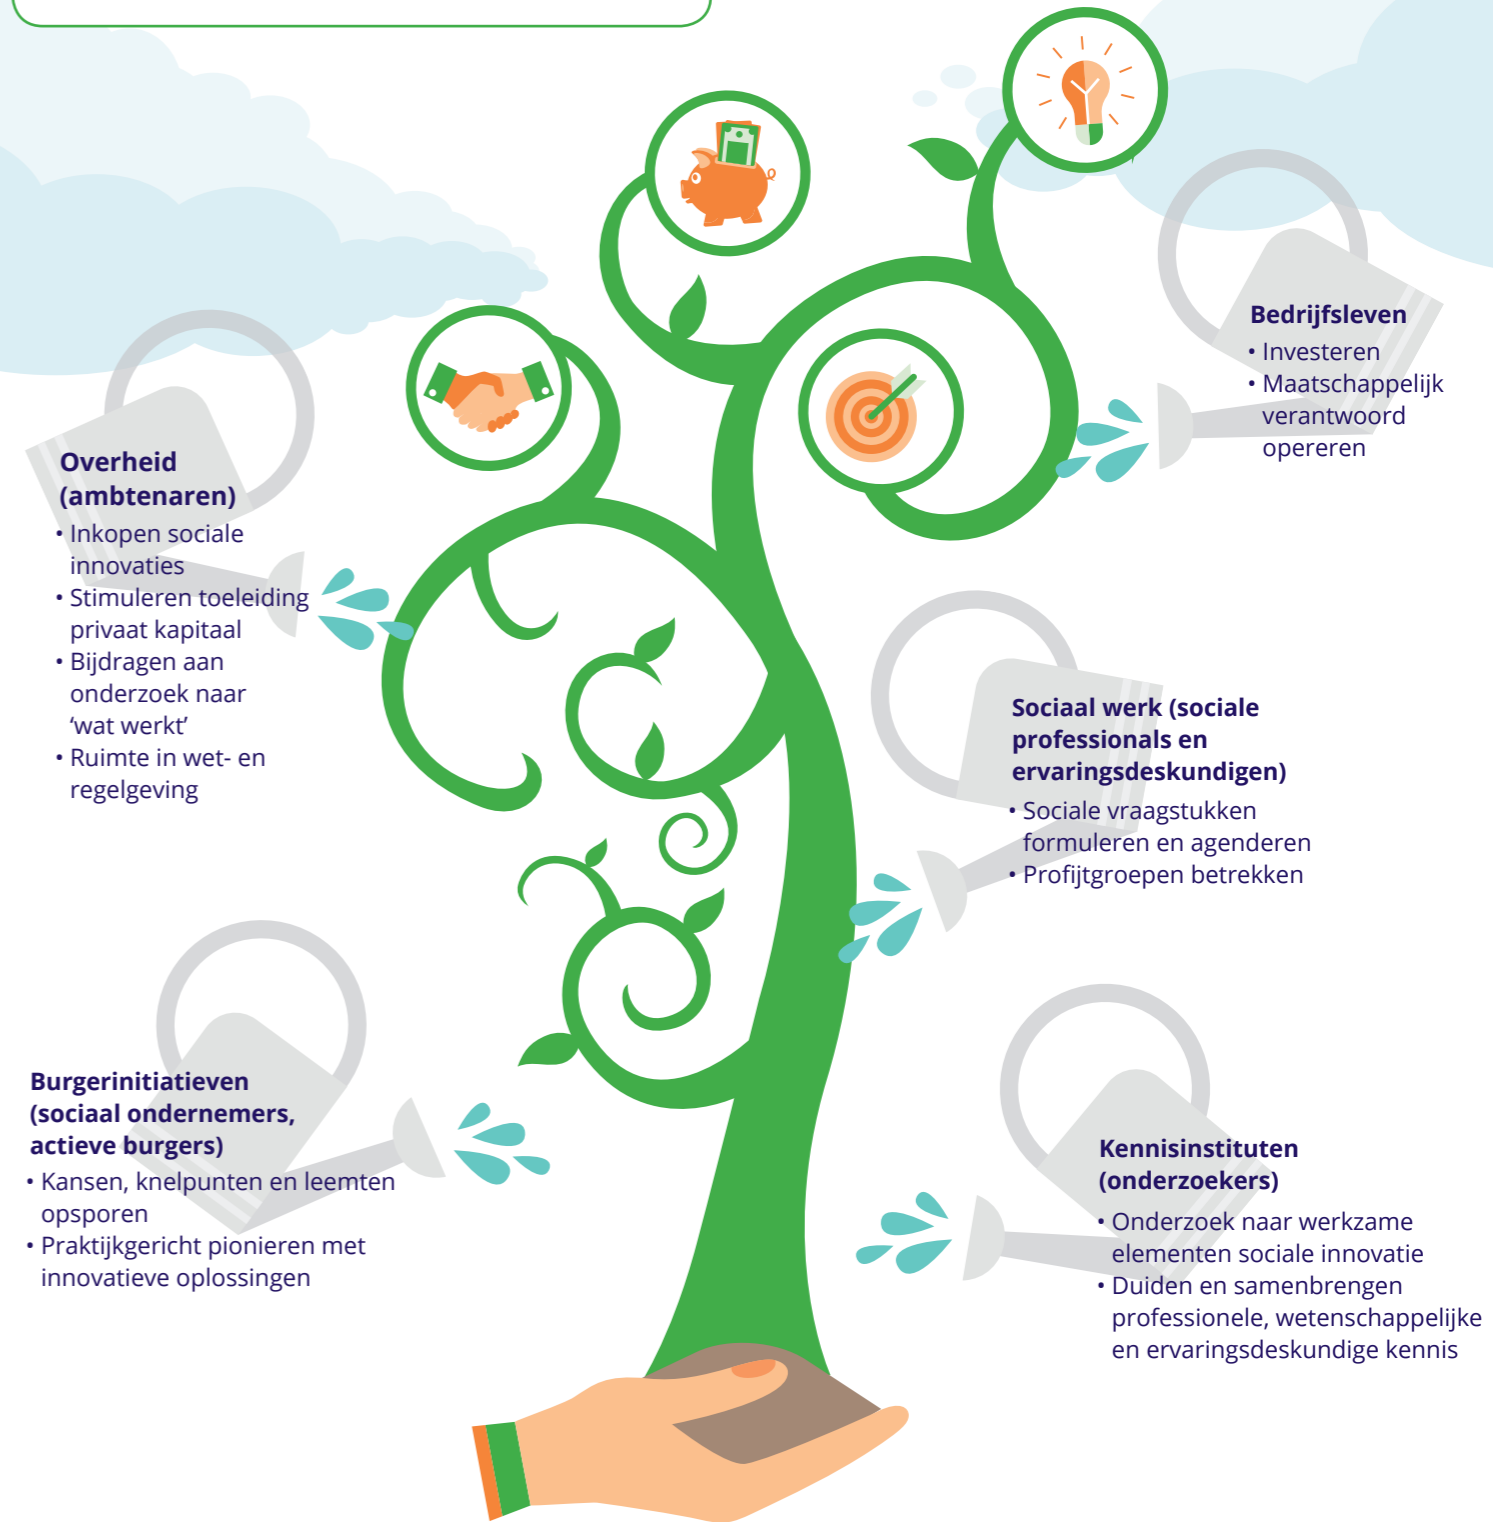 Bedrijfsleven
• Investeren
• Maatschappelijk
verantwoord
opereren
Overheid
(ambtenaren)
• Inkopen sociale
innovaties
• Stimuleren toeleiding
privaat kapitaal
• Bijdragen aan
onderzoek naar
‘wat werkt’
• Ruimte in wet- en
regelgeving
Sociaal werk (sociale
professionals en
ervaringsdeskundigen)
• Sociale vraagstukken
formuleren en agenderen
• Profijtgroepen betrekken
Burgerinitiatieven
(sociaal ondernemers,
actieve burgers)
• Kansen, knelpunten en leemten
opsporen
• Praktijkgericht pionieren met
innovatieve oplossingen
Kennisinstituten
(onderzoekers)
• Onderzoek naar werkzame
elementen sociale innovatie
• Duiden en samenbrengen
professionele, wetenschappelijke
en ervaringsdeskundige kennis